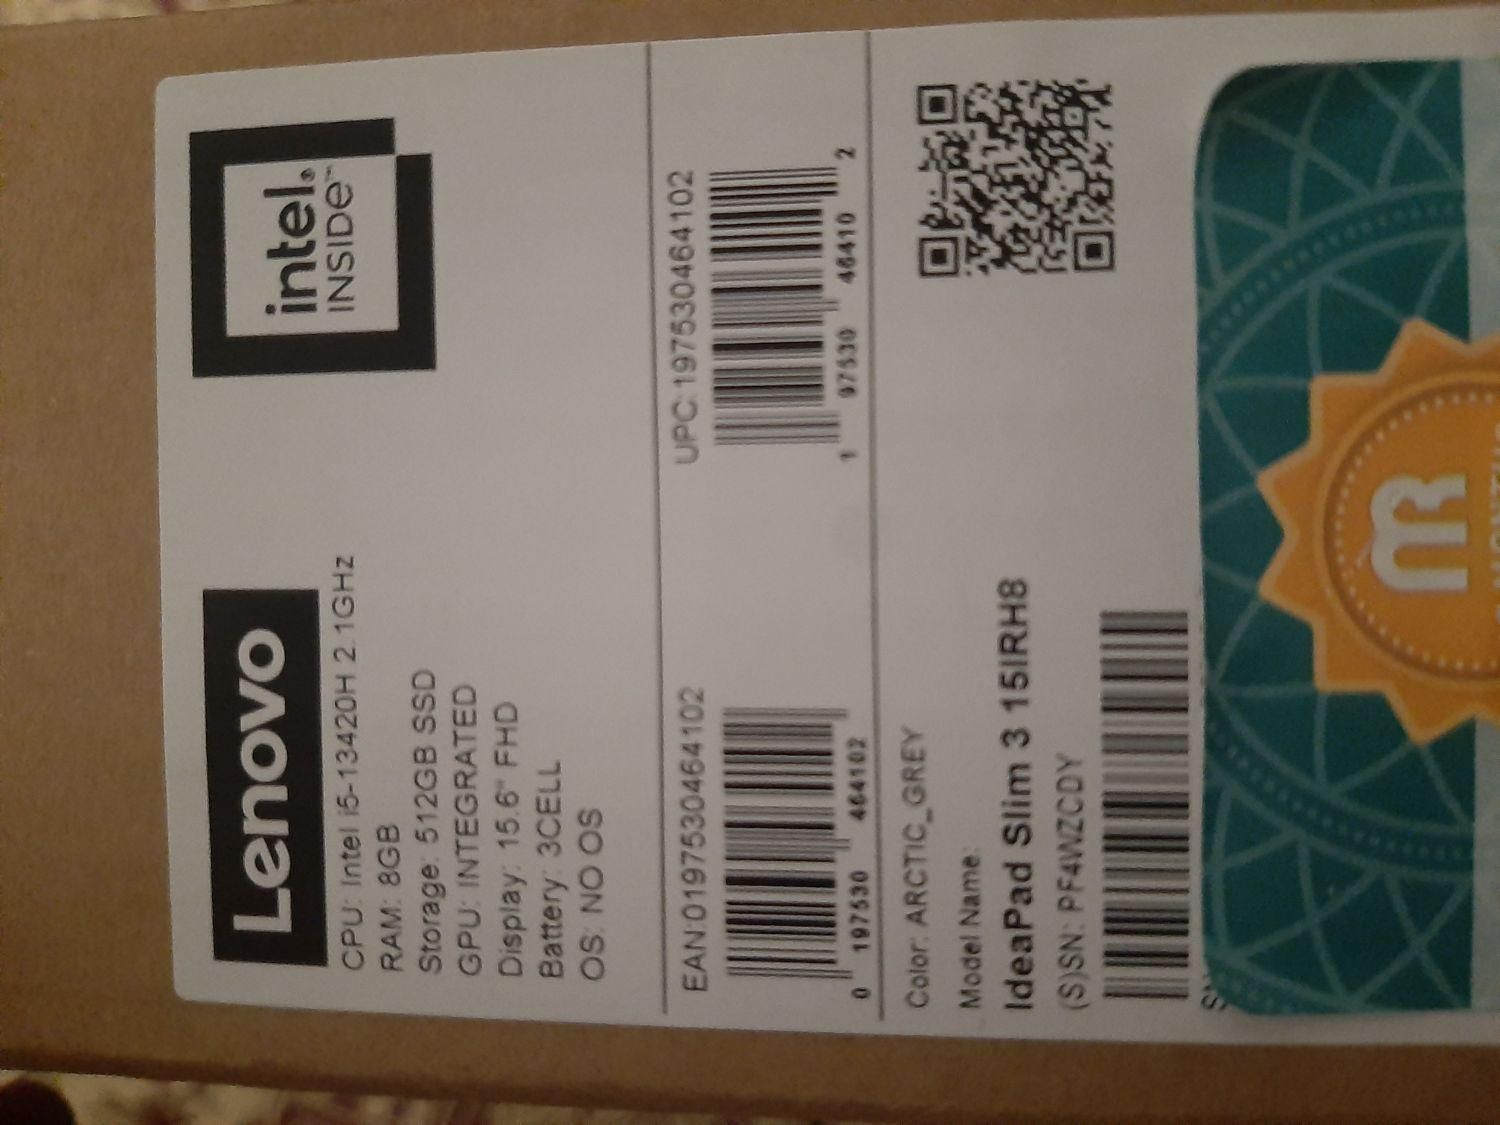 Lenovo
intel®
INSIDE™
CPU: Intel i5-13420H 2.1GHz
RAM: 8GB
Storage: 512GB SSD
GPU: INTEGRATED
Display: 15.6" FHD
Battery: 3CELL
OS: NO OS
EAN:0197530464102
0 197530 464102
UPC:197530464102
1 97530 46410 2
Color: ARCTIC_GREY
Model Name:
IdeaPad Slim 3 15IRH8
(S)SN: PF4WZCDY